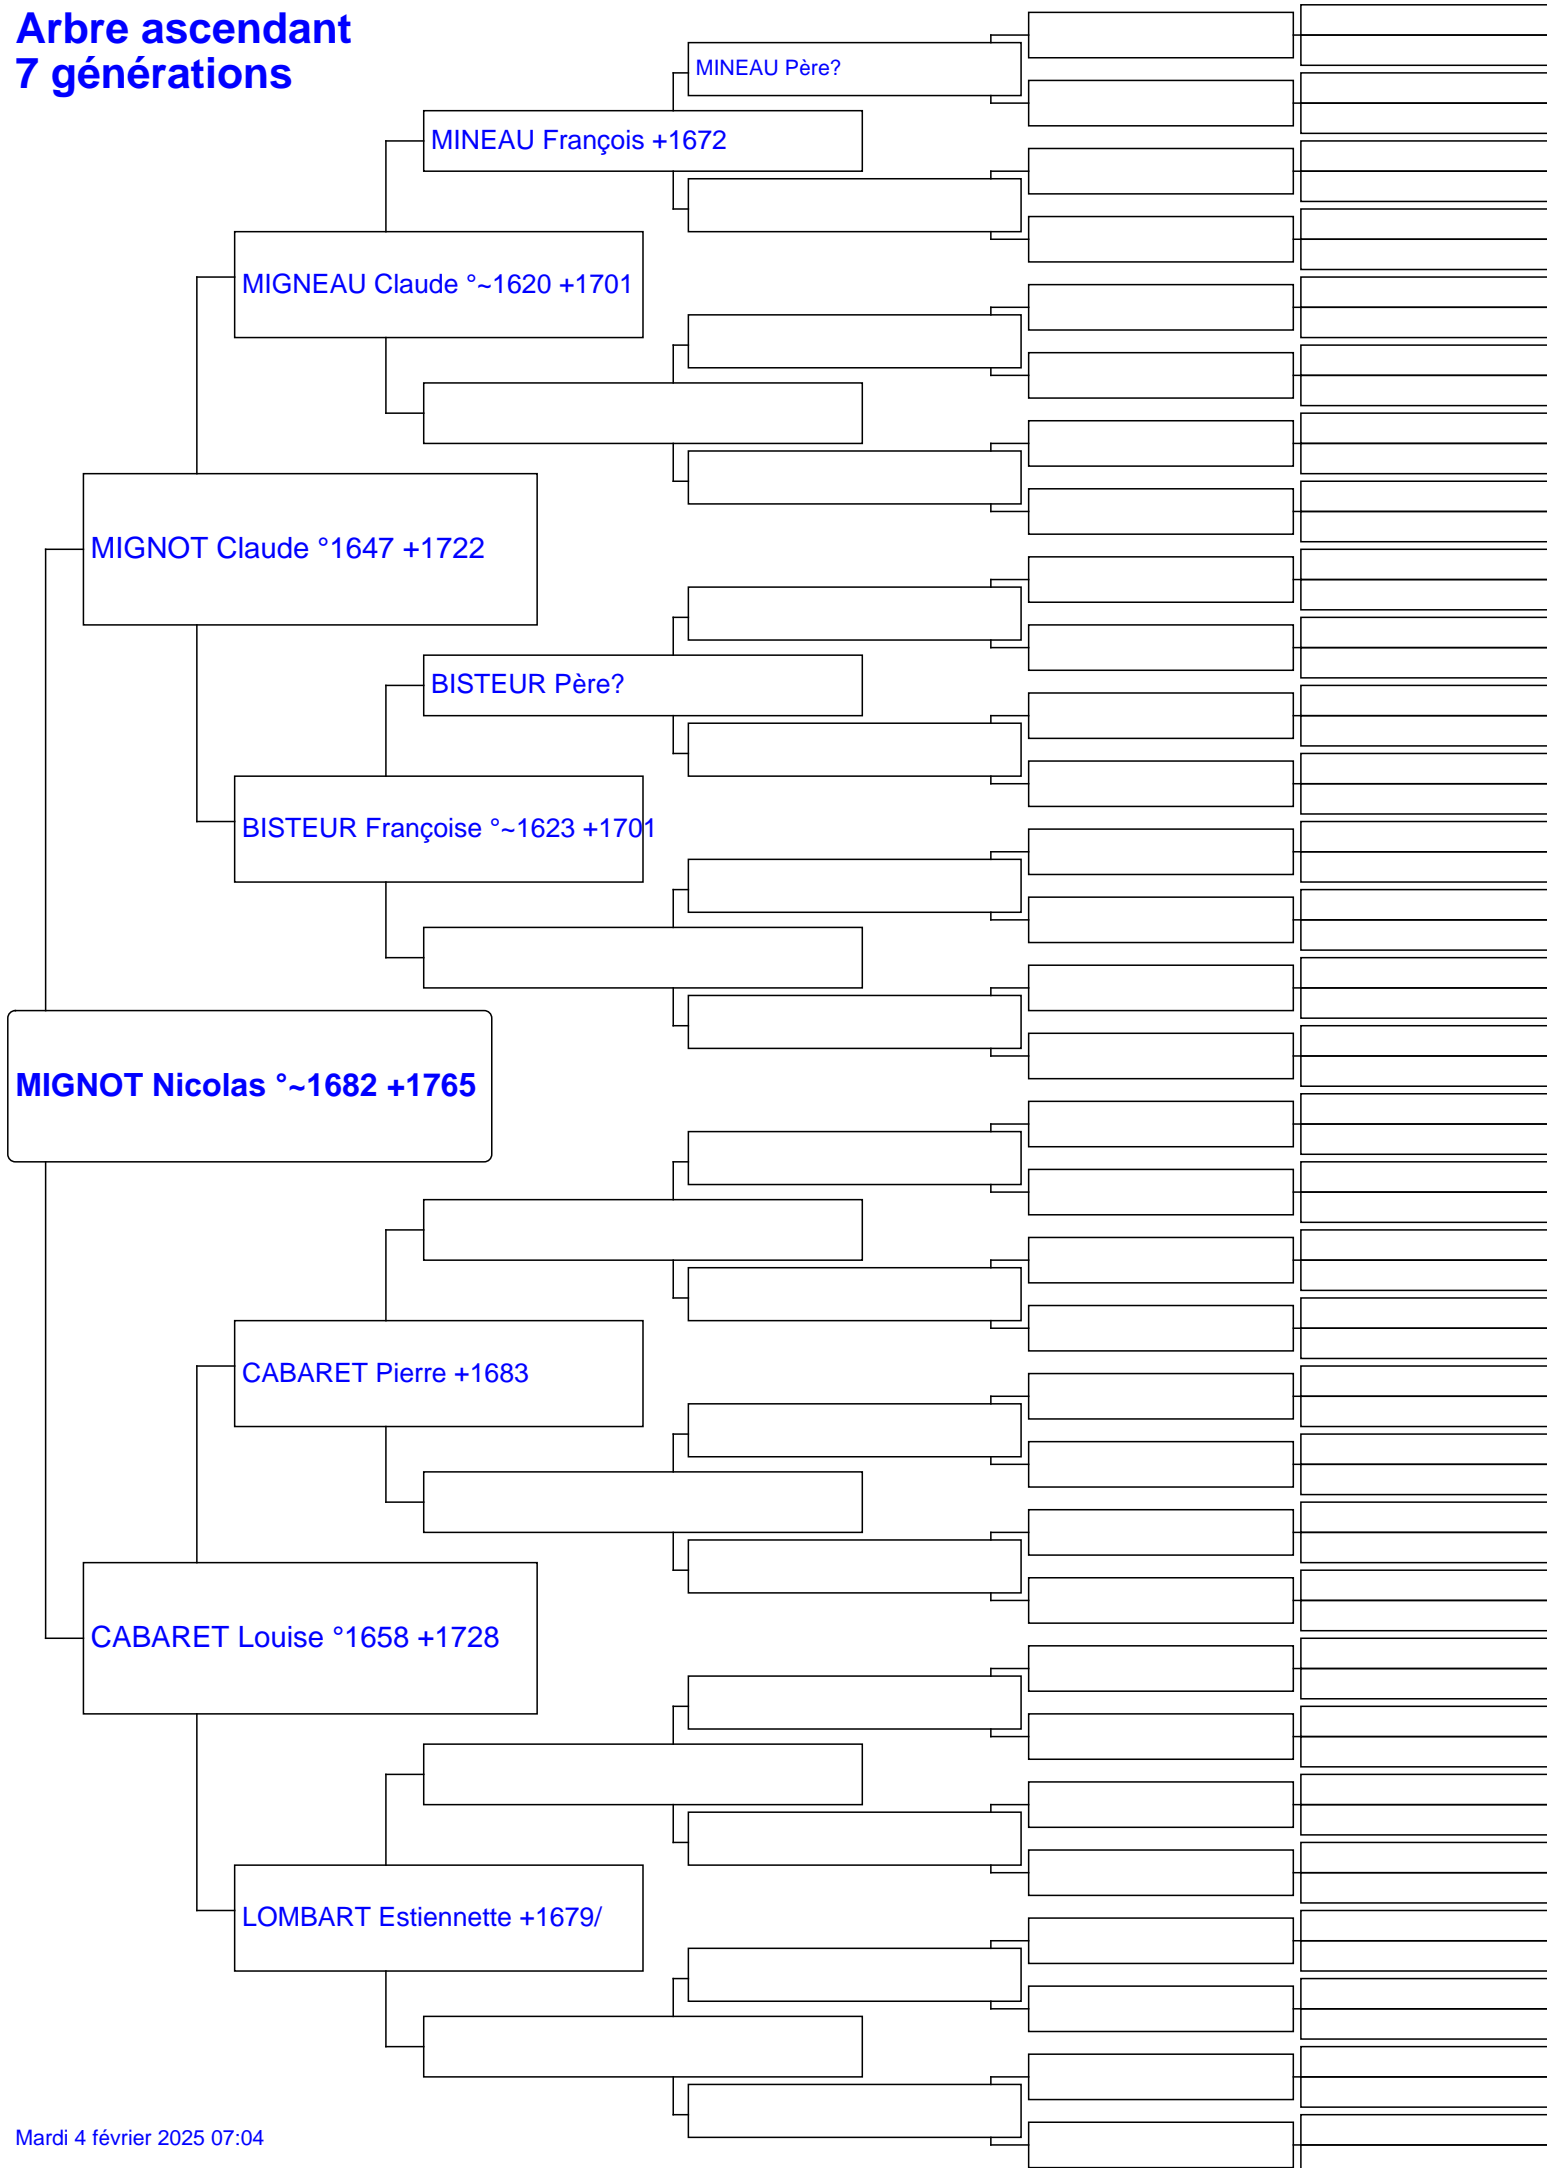 Arbre ascendant
7 générations
MINEAU Père?
MINEAU François +1672
MIGNEAU Claude °~1620 +1701
MIGNOT Claude °1647 +1722
BISTEUR Père?
BISTEUR Françoise °~1623 +1701
MIGNOT Nicolas °~1682 +1765
CABARET Pierre +1683
CABARET Louise °1658 +1728
LOMBART Estiennette +1679/
Mardi 4 février 2025 07:04